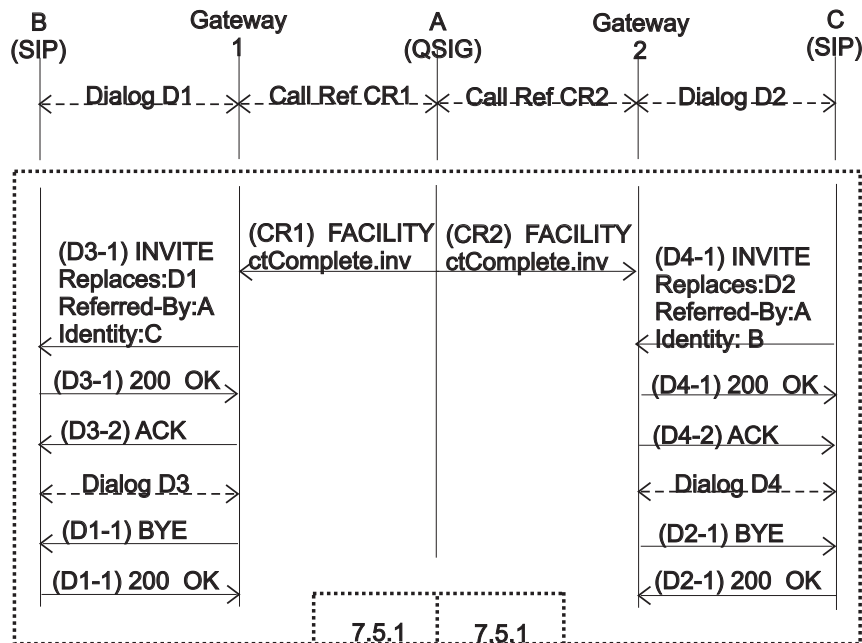 B
(SIP)
Gateway
1
A
(QSIG)
Gateway
2
C
(SIP)
Dialog D1
Call Ref CR1
Call Ref CR2
Dialog D2
(D3-1) INVITE
Replaces:D1
Referred-By:A
Identity:C
(CR1) FACILITY
ctComplete.inv
(CR2) FACILITY
ctComplete.inv
(D4-1) INVITE
Replaces:D2
Referred-By:A
Identity: B
(D3-1) 200 OK
(D4-1) 200 OK
(D3-2) ACK
(D4-2) ACK
Dialog D3
Dialog D4
(D1-1) BYE
(D2-1) BYE
(D1-1) 200 OK
(D2-1) 200 OK
7.5.1
7.5.1